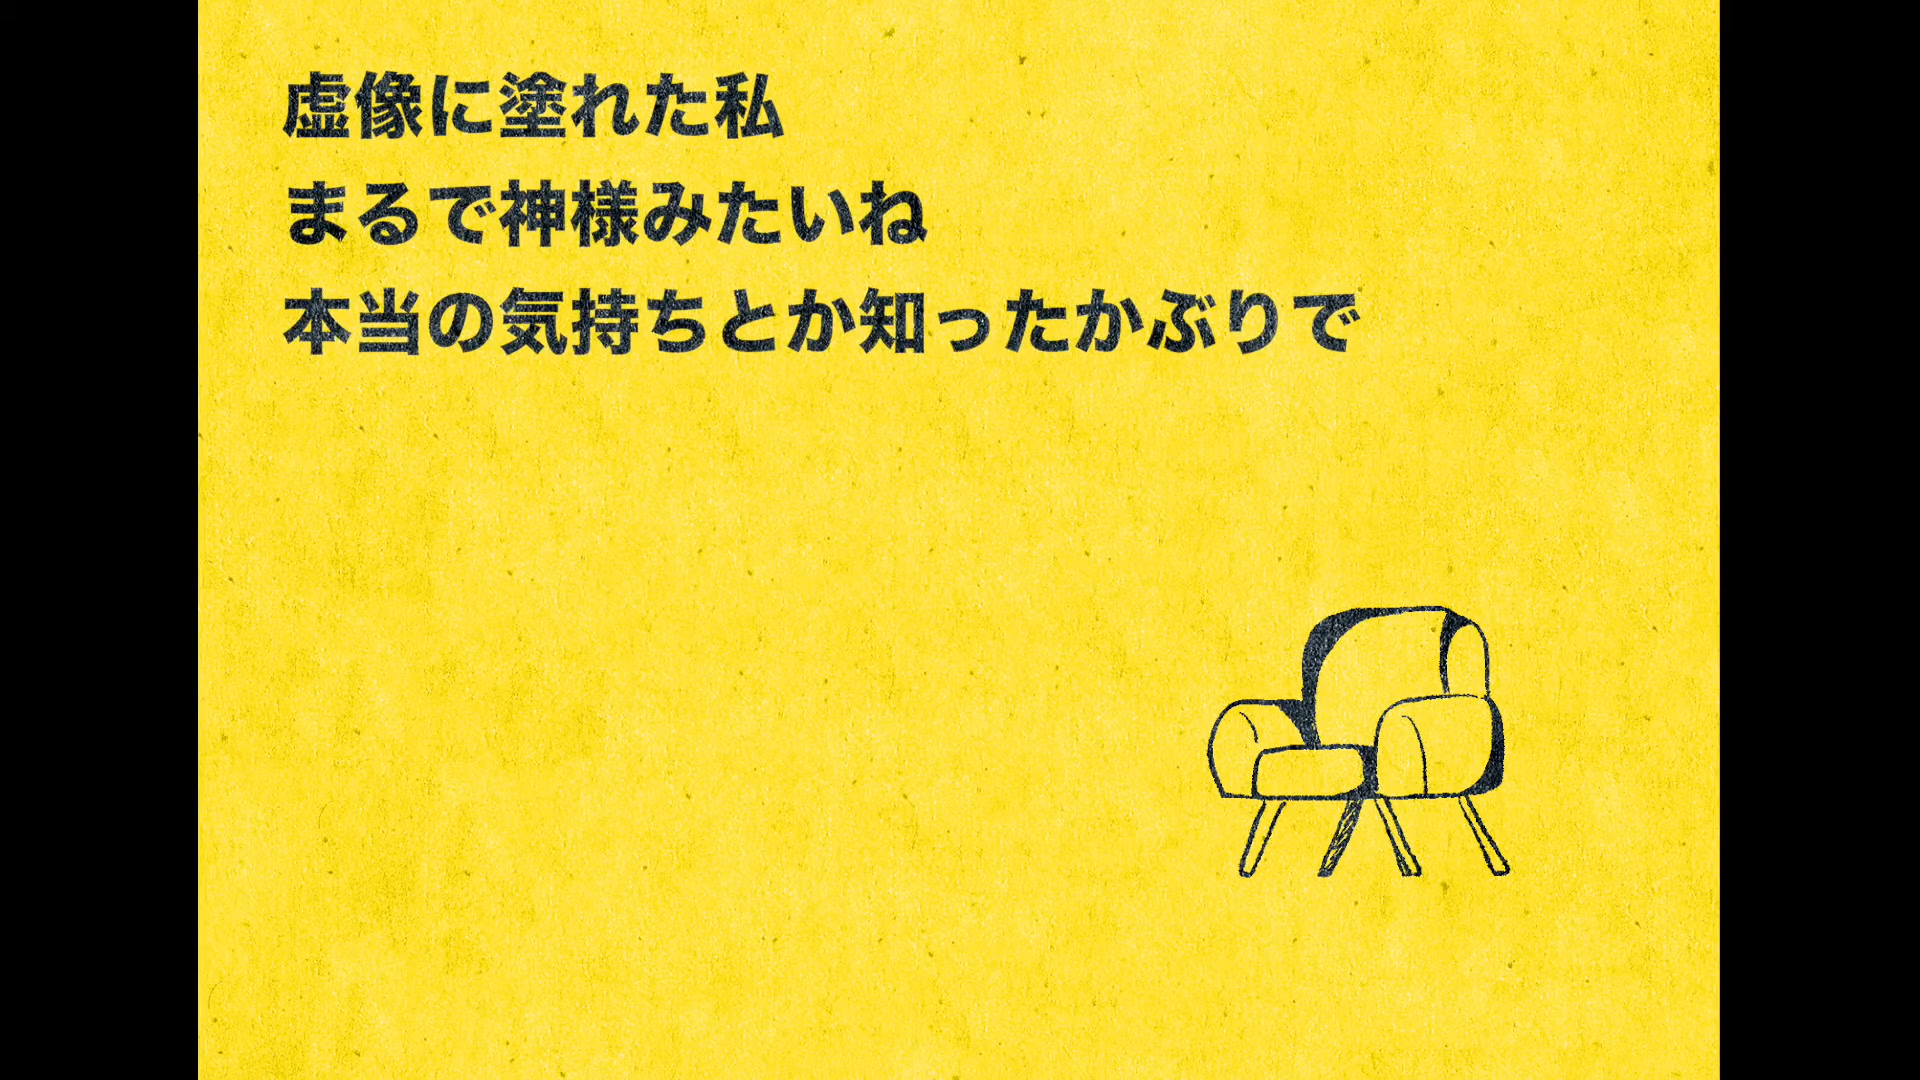 虚像に塗れた私
まるで神様みたいね
本当の気持ちとか知ったかぶりで